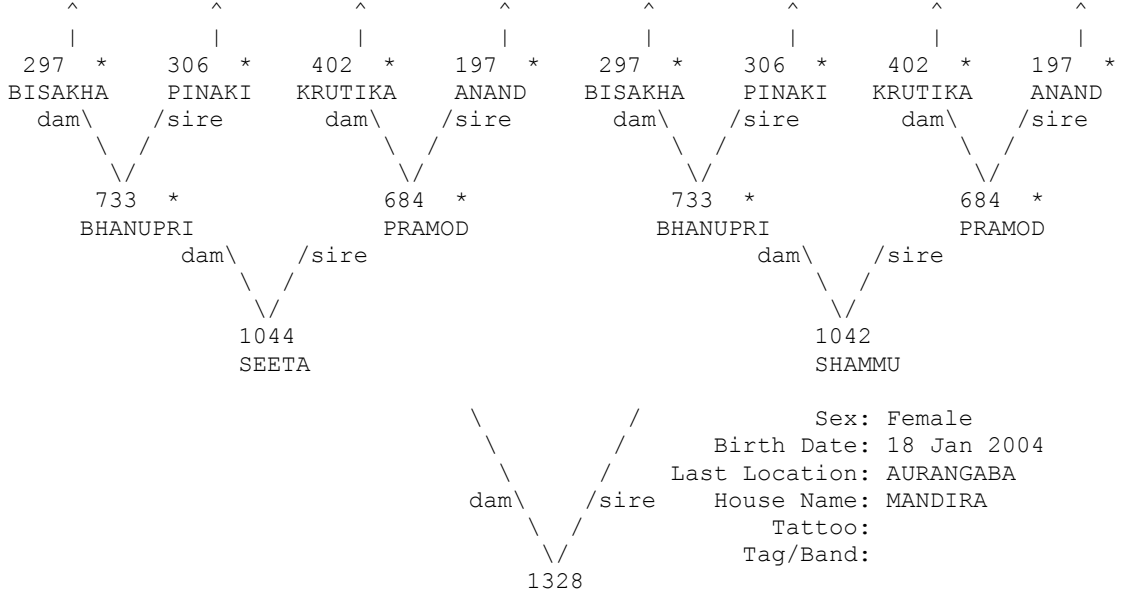 ^ ^ ^ ^ ^ ^ ^ ^
| | | | | | | |
297 * 306 * 402 * 197 * 297 * 306 * 402 * 197 *
BISAKHA PINAKI KRUTIKA ANAND BISAKHA PINAKI KRUTIKA ANAND
dam\ /sire dam\ /sire dam\ /sire dam\ /sire
\ / \ / \ / \ /
\/ \/ \/ \/
733 * 684 * 733 * 684 *
BHANUPRI PRAMOD BHANUPRI PRAMOD
dam\ /sire dam\ /sire
\ / \ /
\/ \/
1044 1042
SEETA SHAMMU
\ / Sex: Female
\ / Birth Date: 18 Jan 2004
\ / Last Location: AURANGABA
dam\ /sire House Name: MANDIRA
\ / Tattoo:
\/ Tag/Band:
1328